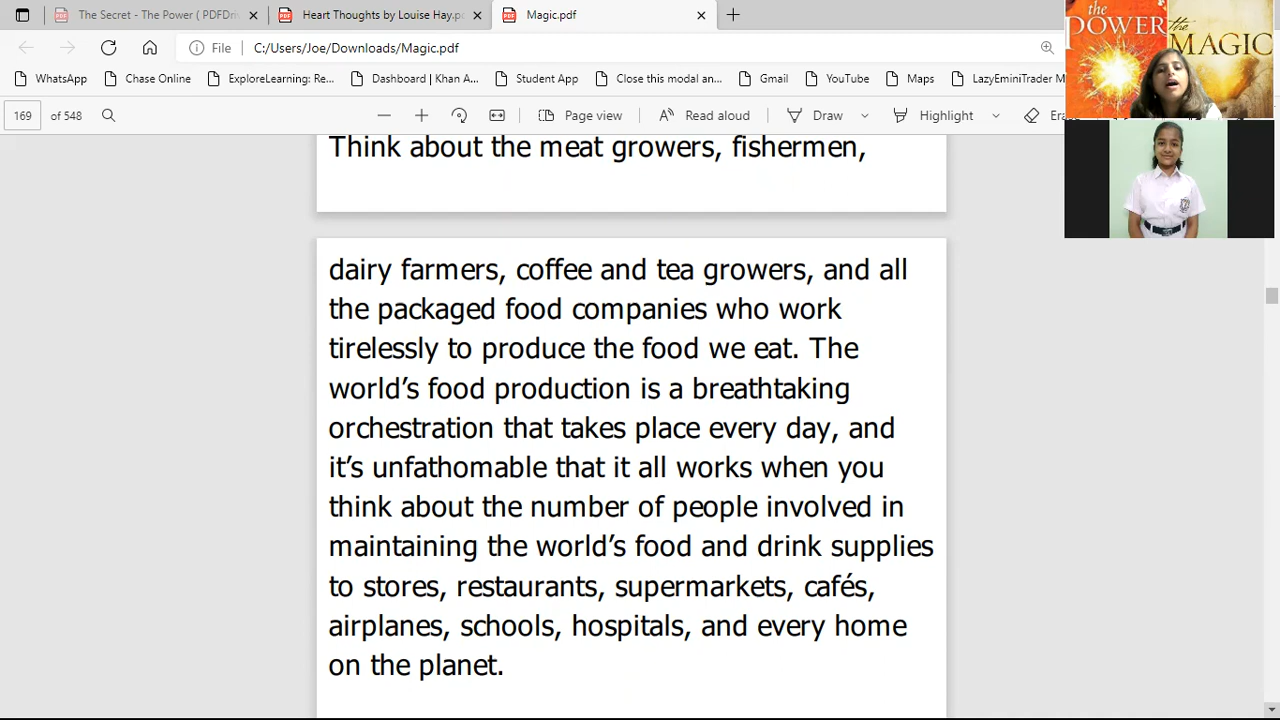 The Secret - The Power ( PDFDri
Heart Thoughts by Louise Hay.p
Magic.pdf
File C:/Users/Joe/Downloads/Magic.pdf
WhatsApp Chase Online ExploreLearning: Re... Dashboard | Khan A... Student App Close this modal an... Gmail YouTube Maps LazyEminiTrader M
169 of 548 Page view Read aloud Draw Highlight Era
the POWER
the MAGIC
Think about the meat growers, fishermen,
dairy farmers, coffee and tea growers, and all
the packaged food companies who work
tirelessly to produce the food we eat. The
world’s food production is a breathtaking
orchestration that takes place every day, and
it’s unfathomable that it all works when you
think about the number of people involved in
maintaining the world’s food and drink supplies
to stores, restaurants, supermarkets, cafés,
airplanes, schools, hospitals, and every home
on the planet.